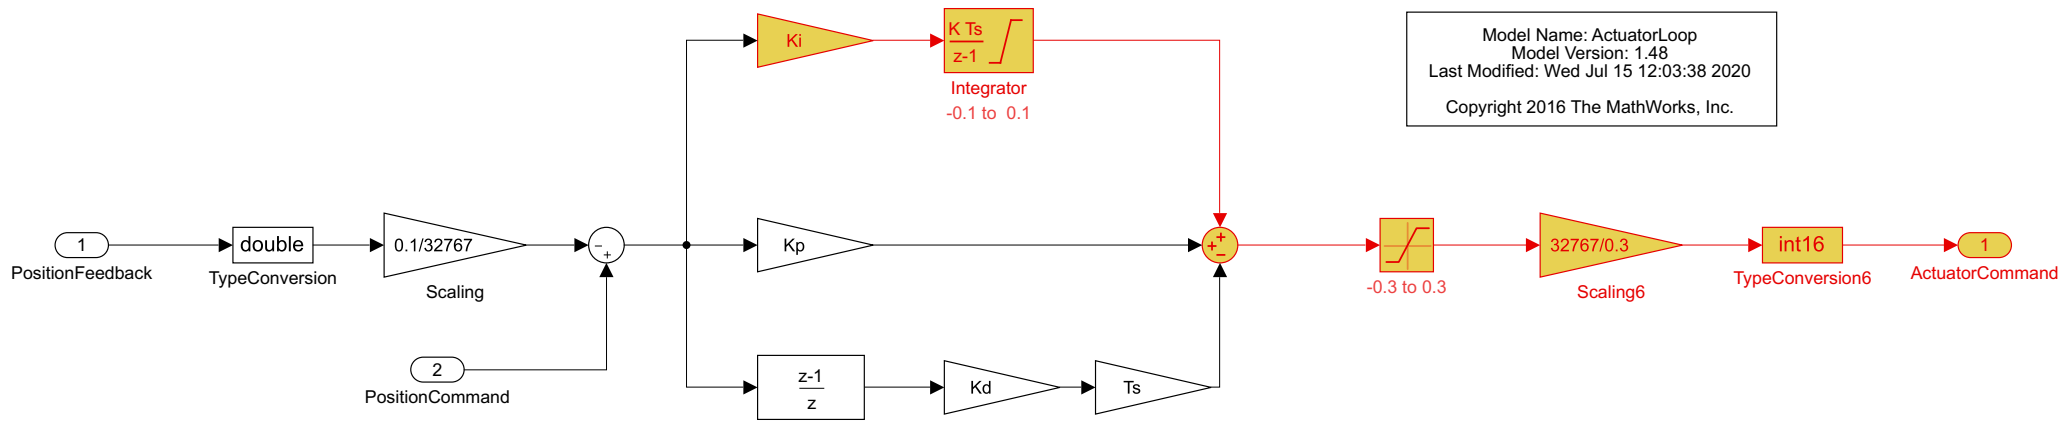 Ki
K Ts
z-1
Integrator
-0.1 to  0.1
Model Name: ActuatorLoop
Model Version: 1.48
Last Modified: Wed Jul 15 12:03:38 2020
Copyright 2016 The MathWorks, Inc.
1
PositionFeedback
double
TypeConversion
0.1/32767
Scaling
−
+
2
PositionCommand
Kp
z-1
z
Kd
Ts
+
+
−
-0.3 to 0.3
32767/0.3
Scaling6
int16
TypeConversion6
1
ActuatorCommand